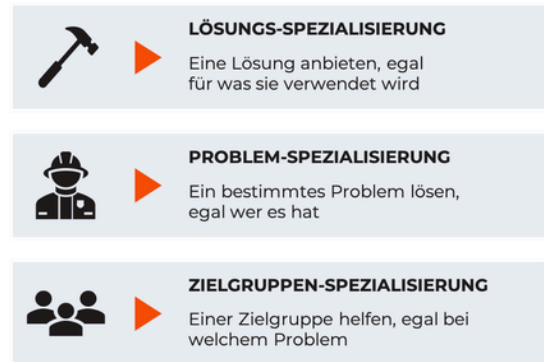 LÖSUNGS-SPEZIALISIERUNG
Eine Lösung anbieten, egal
für was sie verwendet wird
PROBLEM-SPEZIALISIERUNG
Ein bestimmtes Problem lösen,
egal wer es hat
ZIELGRUPPEN-SPEZIALISIERUNG
Einer Zielgruppe helfen, egal bei
welchem Problem